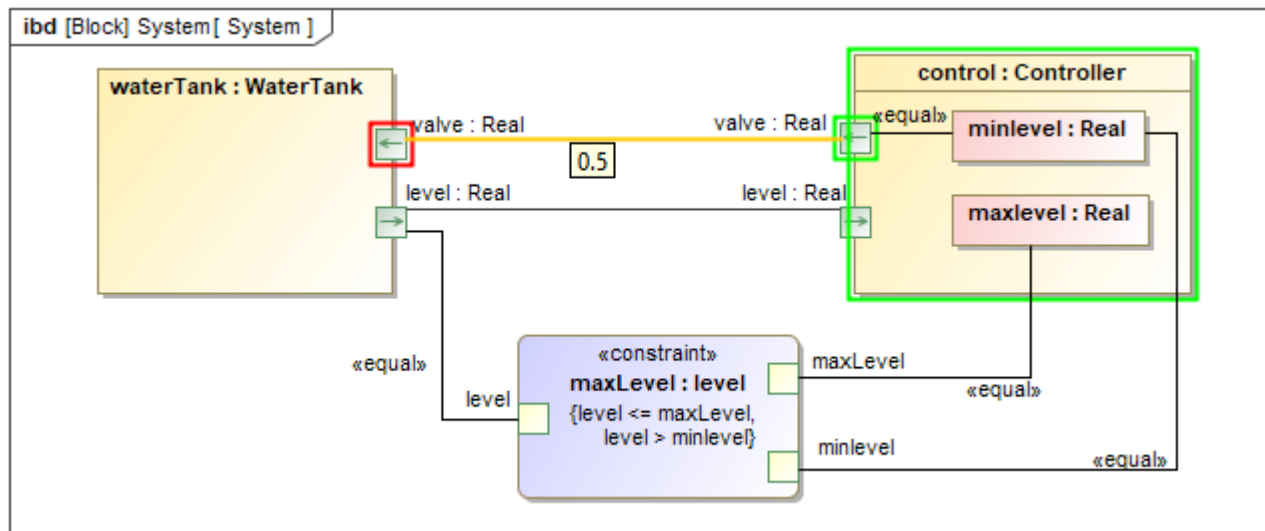 ibd [Block] System[ System ]
waterTank : WaterTank
control : Controller
valve : Real
valve : Real
«equal»
minlevel : Real
0.5
level : Real
level : Real
maxlevel : Real
«equal»
«constraint»
maxLevel : level
{level <= maxLevel,
level > minlevel}
level
maxLevel
«equal»
minlevel
«equal»